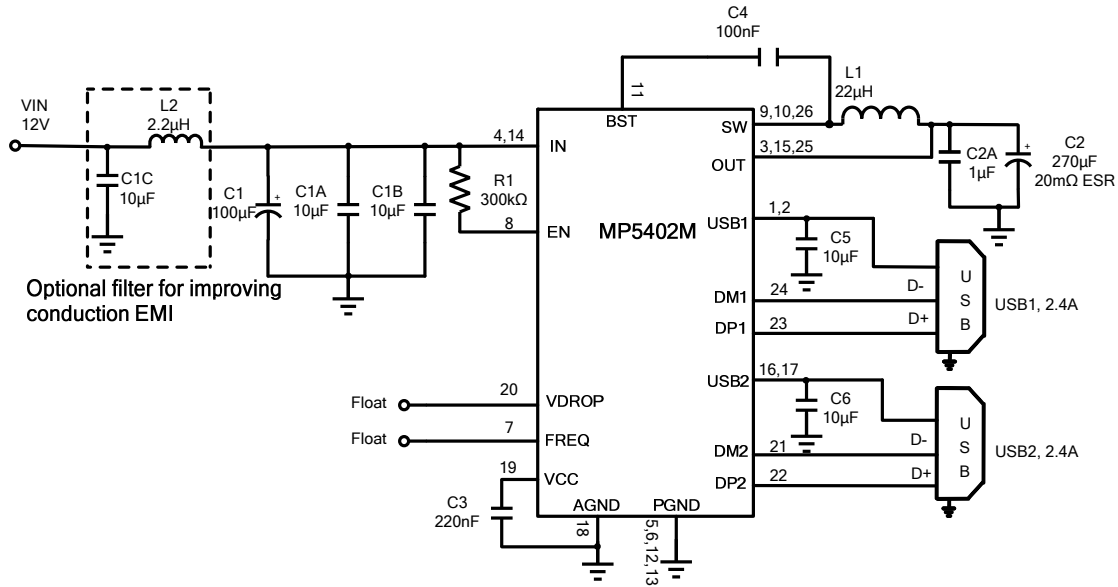 C4
100nF
11
BST
VIN
12V
L2
2.2µH
C1C
10µF
Optional filter for improving
conduction EMI
C1
100µF
+
C1A
10µF
C1B
10µF
R1
300kΩ
4,14
IN
8
EN
MP5402M
9,10,26
SW
L1
22µH
3,15,25
OUT
C2A
1µF
+
C2
270µF
20mΩ ESR
1,2
USB1
C5
10µF
24
DM1
D-
23
DP1
D+
U
S
B
USB1, 2.4A
16,17
USB2
C6
10µF
21
DM2
D-
22
DP2
D+
U
S
B
USB2, 2.4A
Float
20
VDROP
Float
7
FREQ
19
VCC
C3
220nF
AGND
18
PGND
5,6,12,13